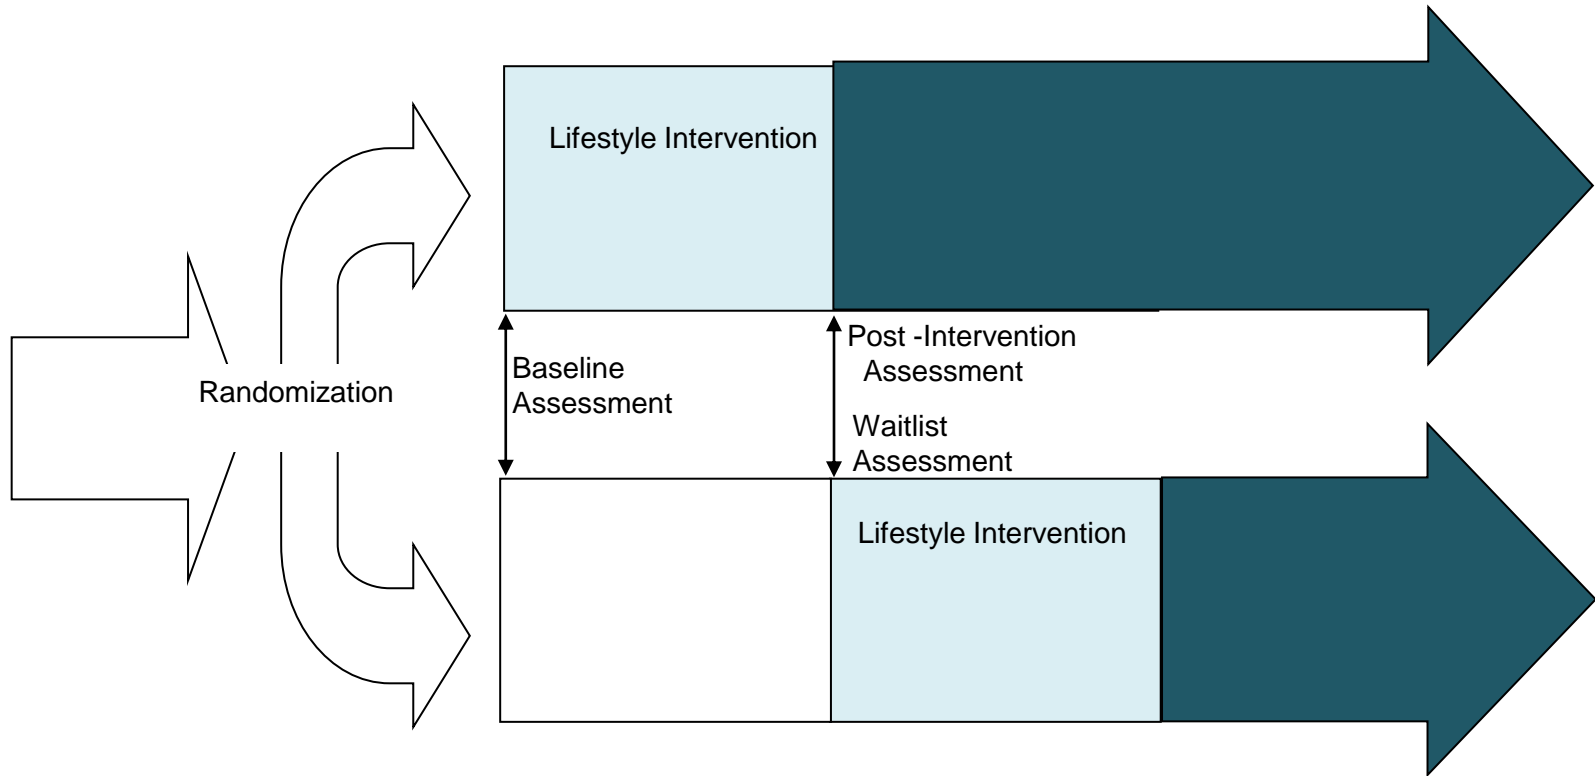 Lifestyle Intervention
Randomization
Baseline
Assessment
Post -Intervention
Assessment
Waitlist
Assessment
Lifestyle Intervention